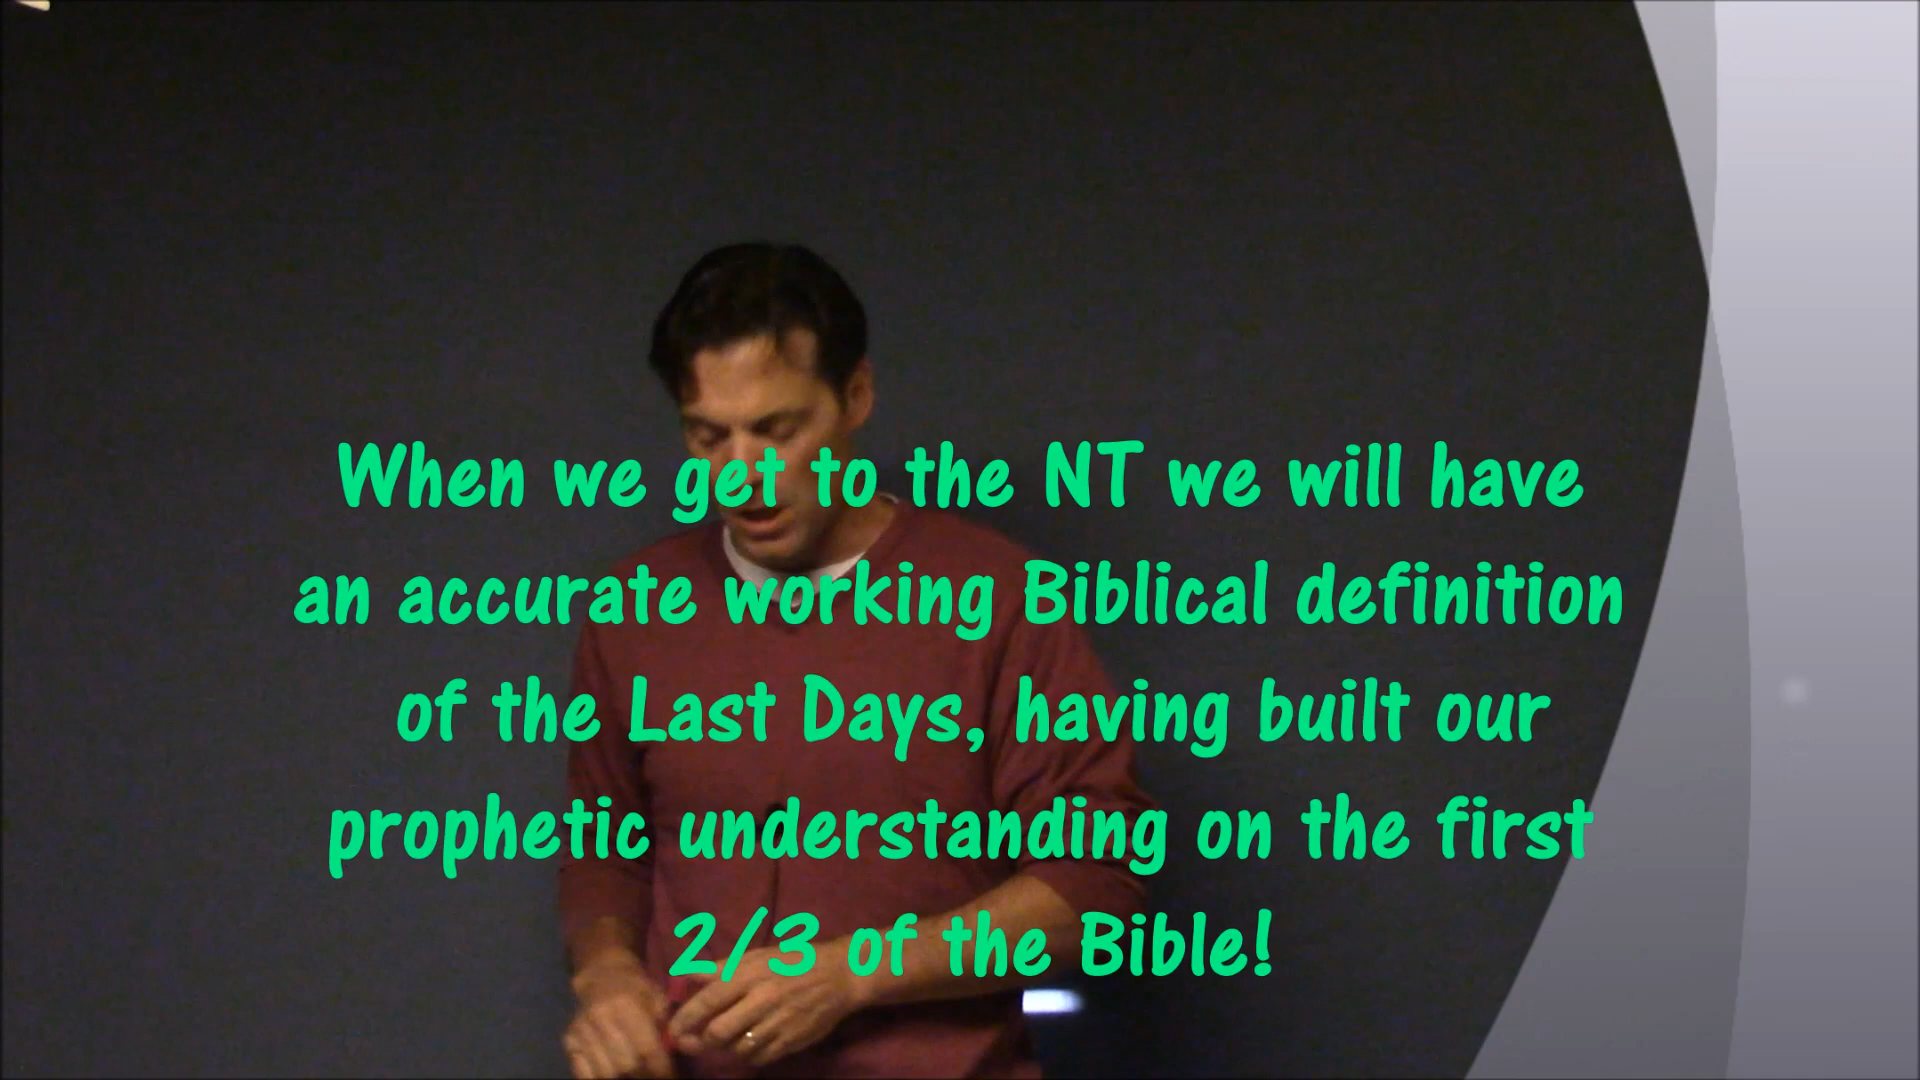 When we get to the NT we will have
an accurate working Biblical definition
of the Last Days, having built our
prophetic understanding on the first
2/3 of the Bible!